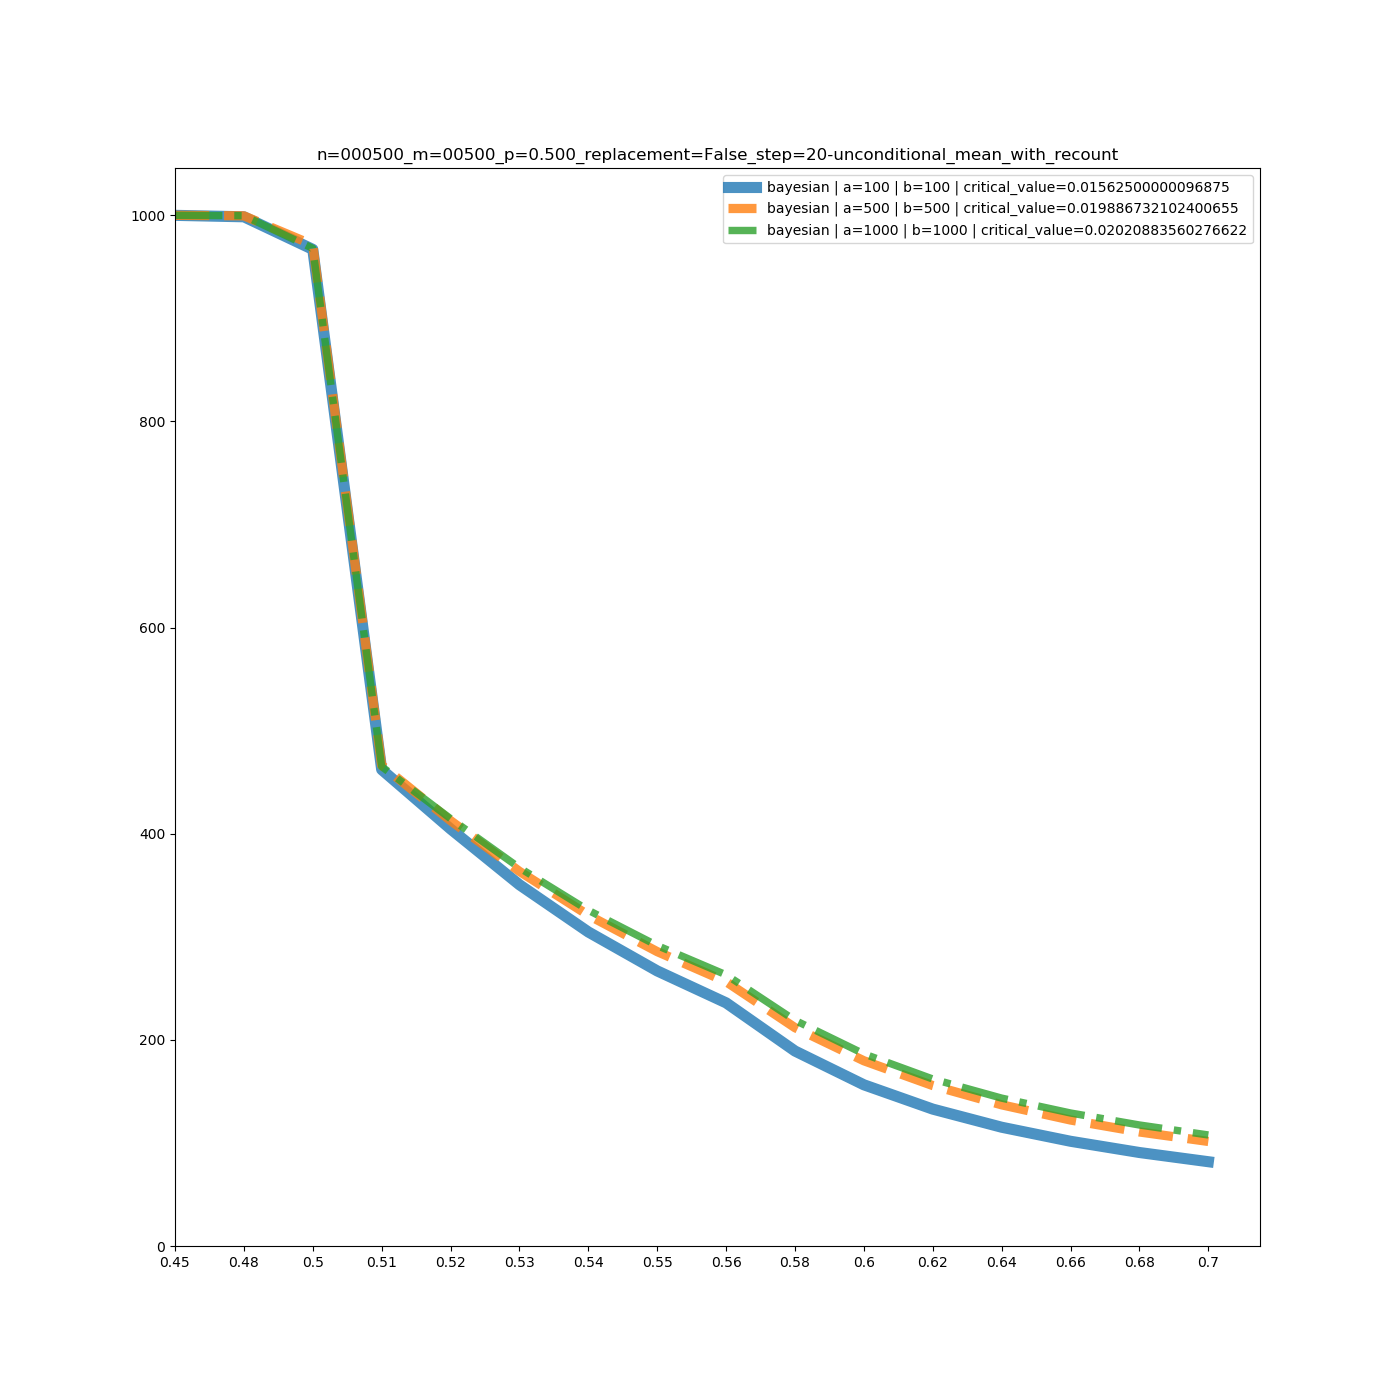 n=000500_m=00500_p=0.500_replacement=False_step=20-unconditional_mean_with_recount
bayesian | a=100 | b=100 | critical_value=0.01562500000096875
bayesian | a=500 | b=500 | critical_value=0.019886732102400655
bayesian | a=1000 | b=1000 | critical_value=0.02020883560276622
1000
800
600
400
200
0
0.45 0.48 0.5 0.51 0.52 0.53 0.54 0.55 0.56 0.58 0.6 0.62 0.64 0.66 0.68 0.7